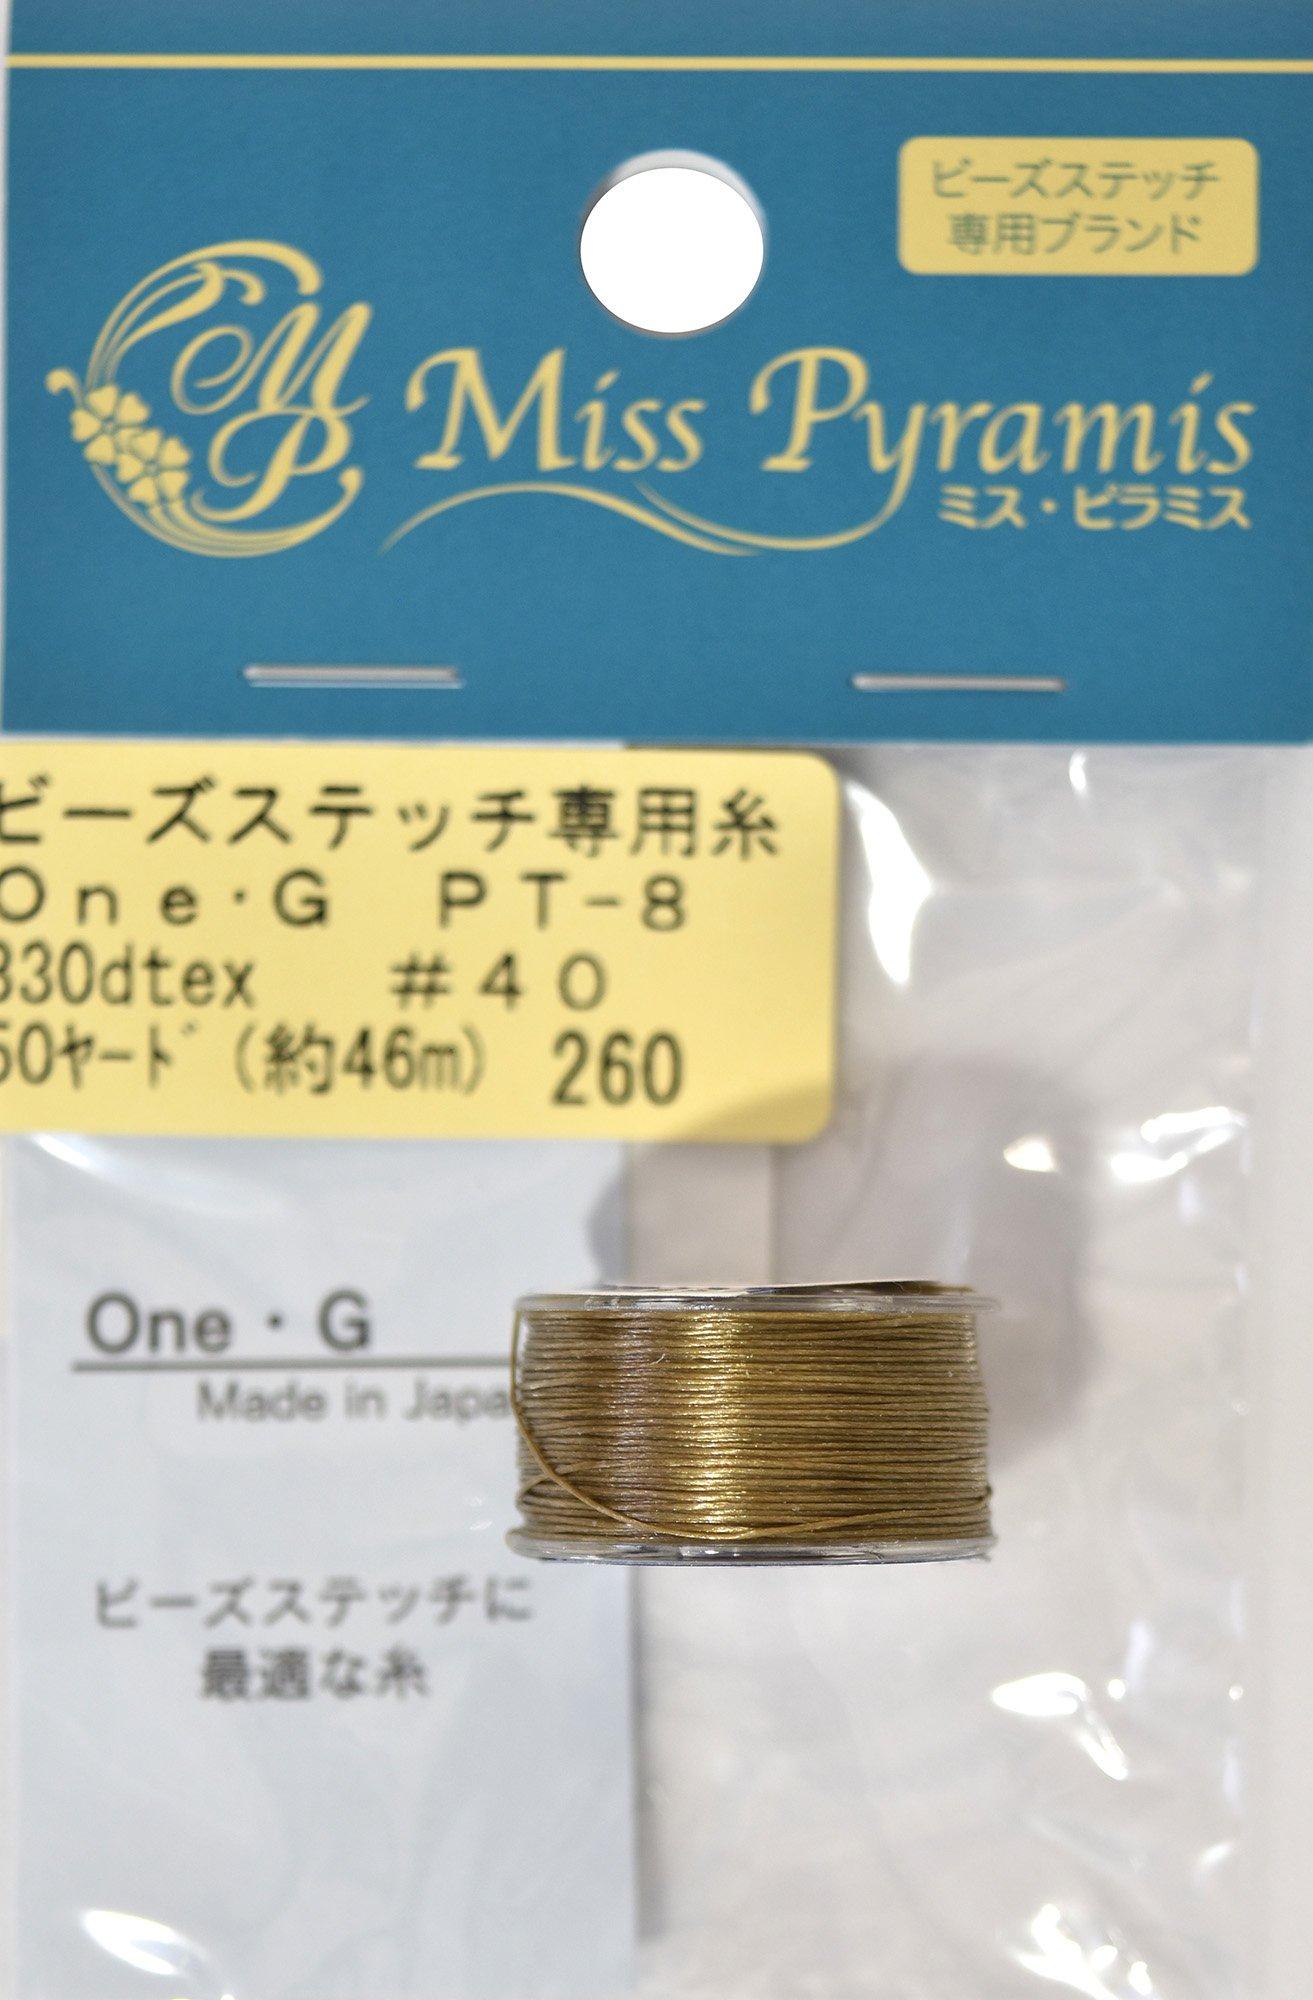 ビーズステッチ
専用ブランド
MP
Miss Pyramis
ミス・ピラミス
ビーズステッチ専用糸
One・G PT-8
330dtex #40
50ヤード(約46m) 260
One・G
Made in Japa
ビーズステッチに
最適な糸